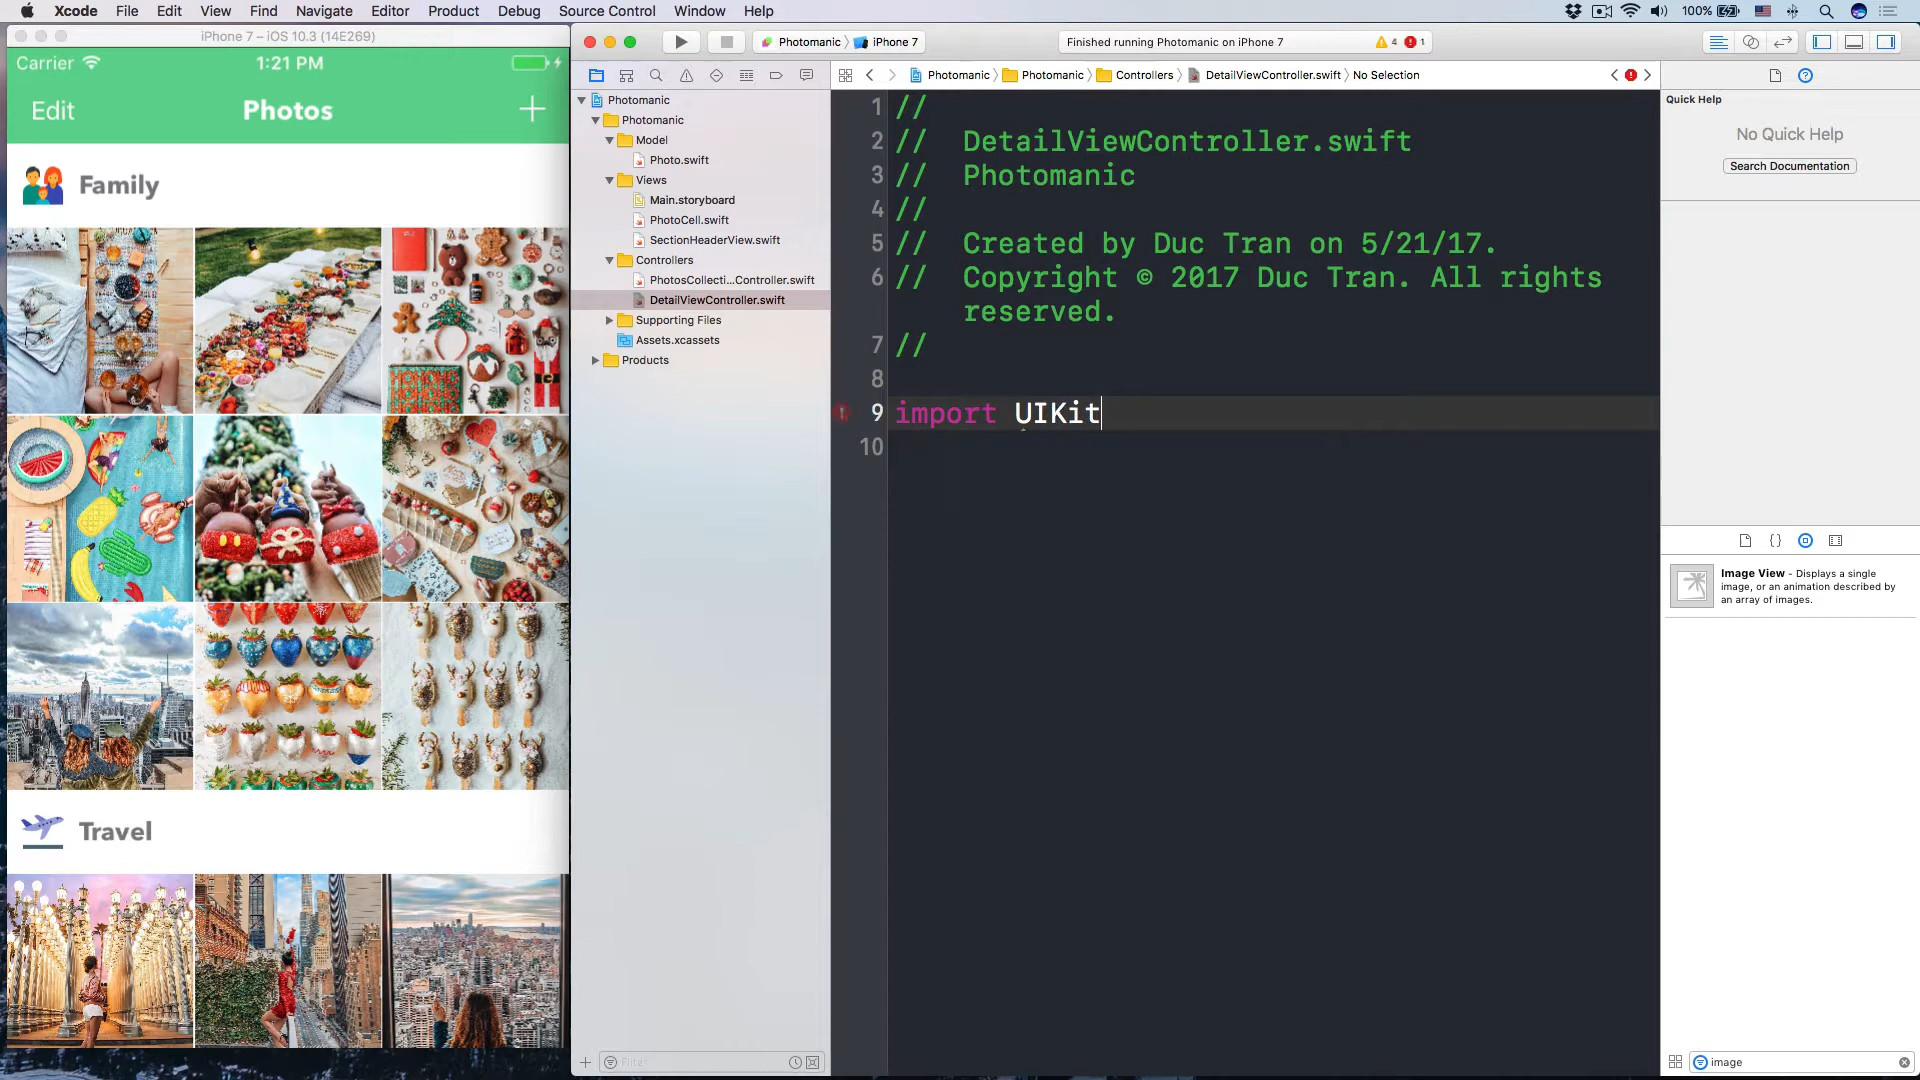 Xcode File Edit View Find Navigate Editor Product Debug Source Control Window Help
100%
iPhone 7 – iOS 10.3 (14E269)
Carrier 1:21 PM
Edit Photos +
Family
Travel
Photomanic iPhone 7
Finished running Photomanic on iPhone 7
4 1
Photomanic
Photomanic
Model
Photo.swift
Views
Main.storyboard
PhotoCell.swift
SectionHeaderView.swift
Controllers
PhotosCollecti...Controller.swift
DetailViewController.swift
Supporting Files
Assets.xcassets
Products
Filter
Photomanic Photomanic Controllers DetailViewController.swift No Selection
1 //
2 // DetailViewController.swift
3 // Photomanic
4 //
5 // Created by Duc Tran on 5/21/17.
6 // Copyright © 2017 Duc Tran. All rights
reserved.
7 //
8
9 import UIKit
10
Quick Help
No Quick Help
Search Documentation
Image View - Displays a single
image, or an animation described by
an array of images.
image